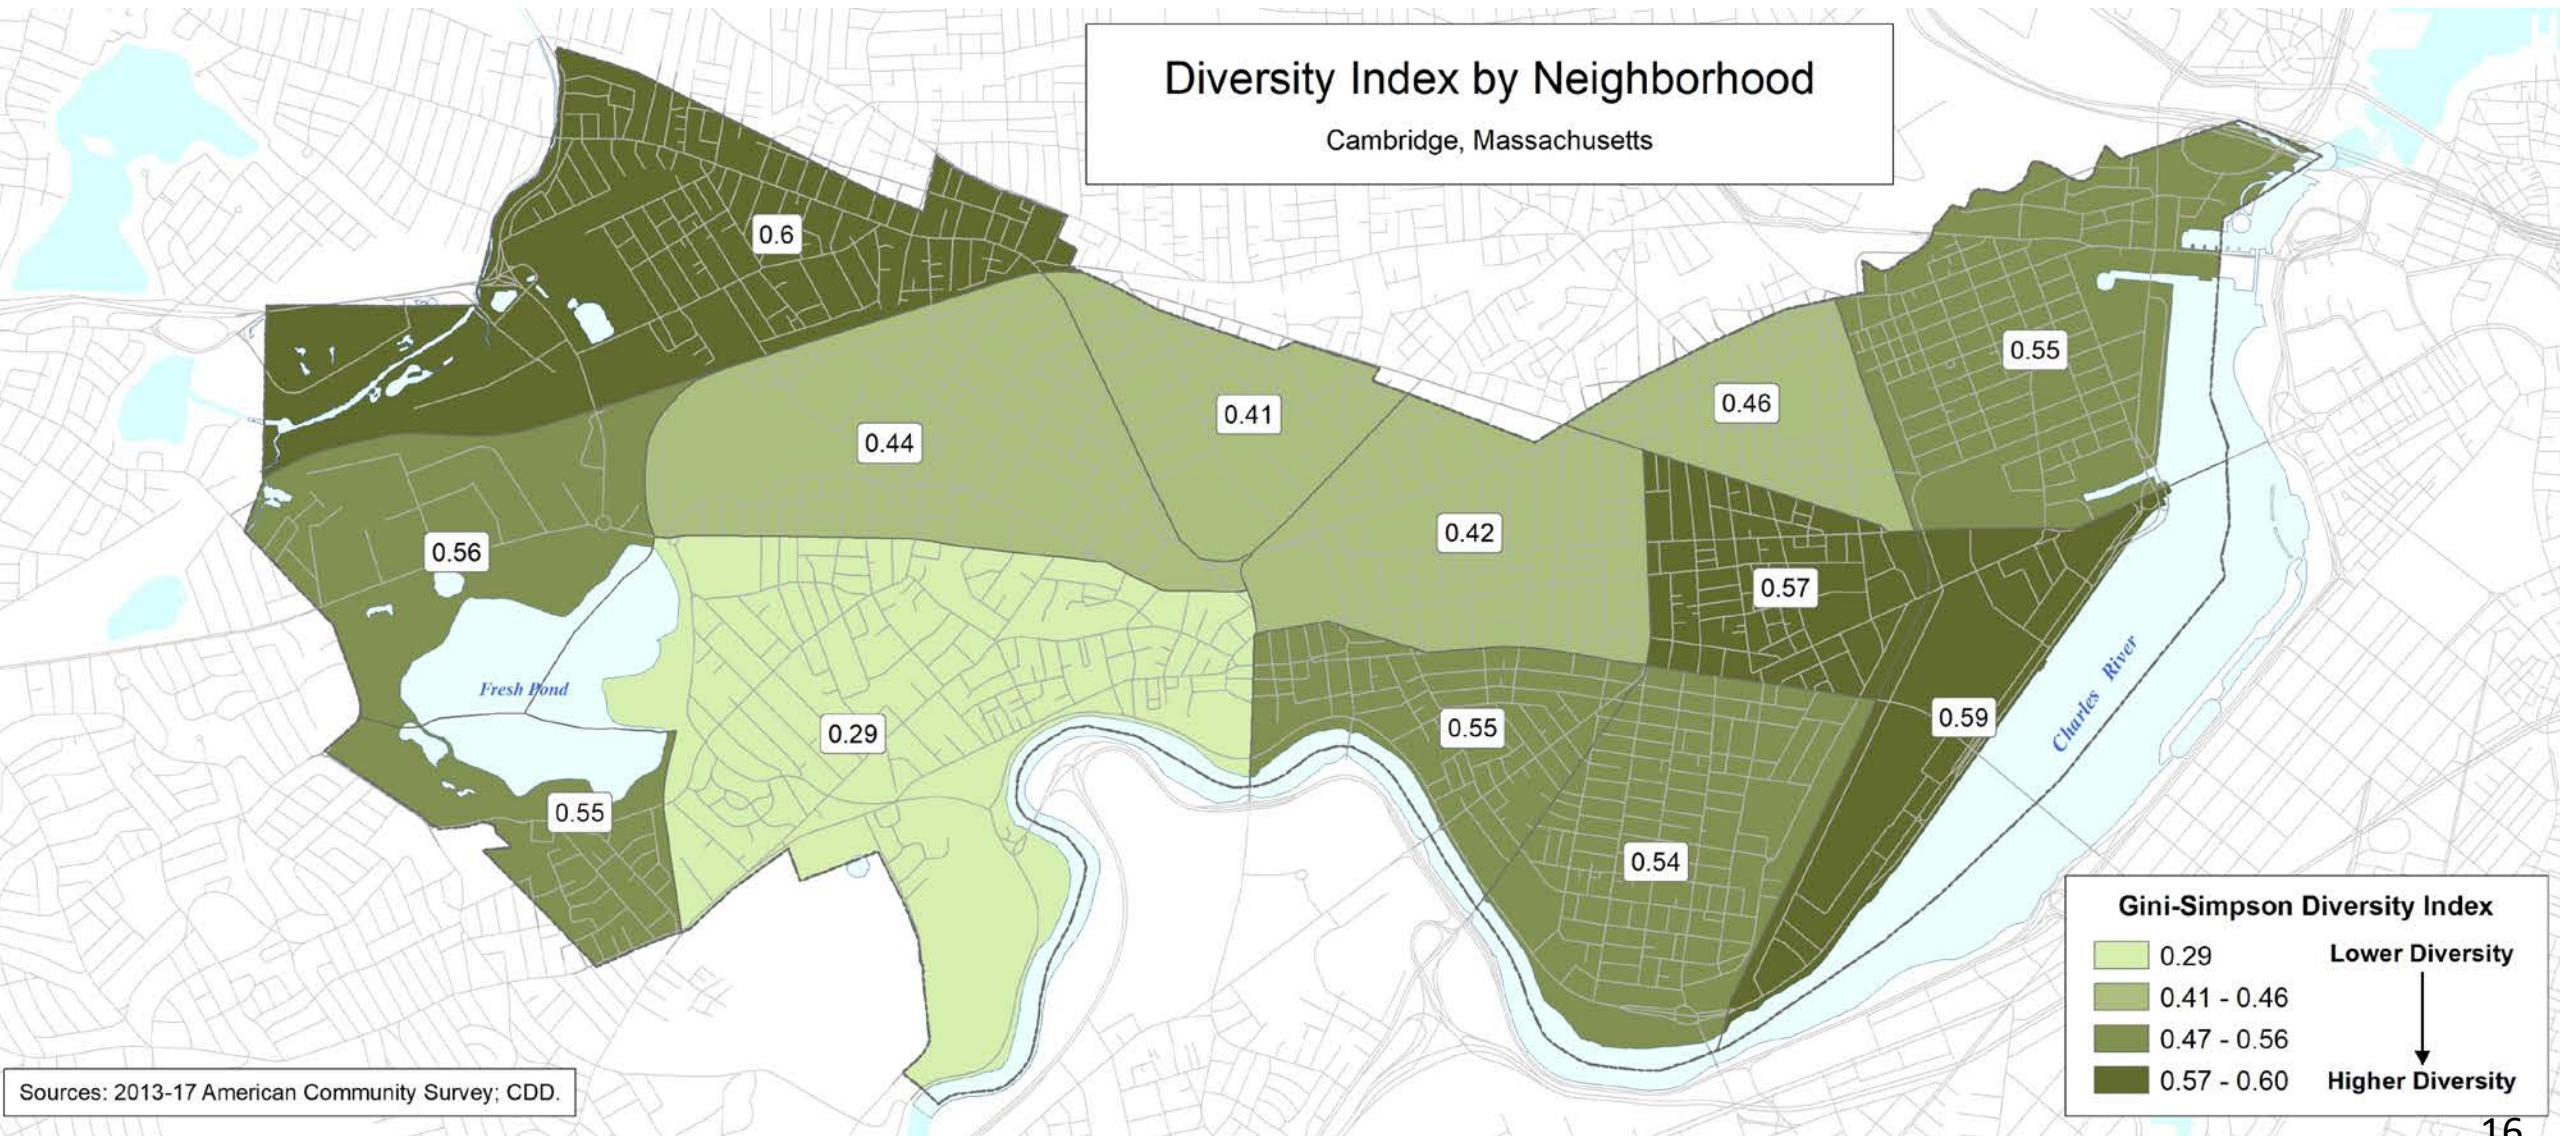 Diversity Index by Neighborhood
Cambridge, Massachusetts
0.6
0.55
0.46
0.41
0.44
0.42
0.56
0.57
Fresh Pond
Charles River
0.59
0.55
0.29
0.55
0.54
Gini-Simpson Diversity Index
0.29 Lower Diversity
0.41 - 0.46
0.47 - 0.56
0.57 - 0.60 Higher Diversity
Sources: 2013-17 American Community Survey; CDD.
16